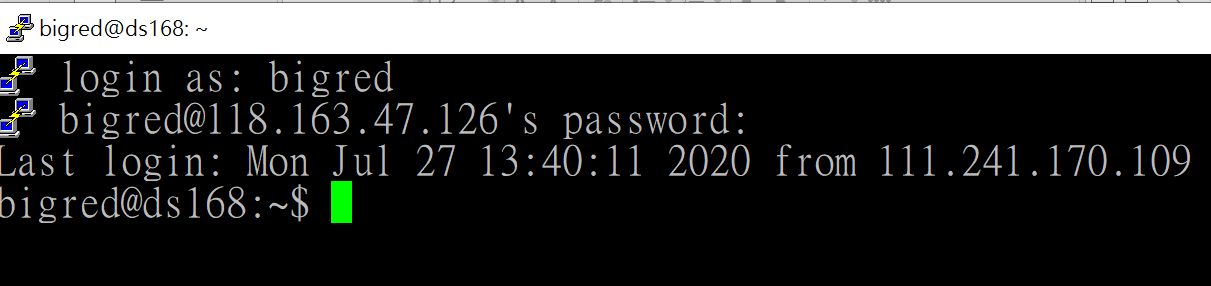 bigred@ds168: ~
login as: bigred
bigred@118.163.47.126's password:
Last login: Mon Jul 27 13:40:11 2020 from 111.241.170.109
bigred@ds168:~$